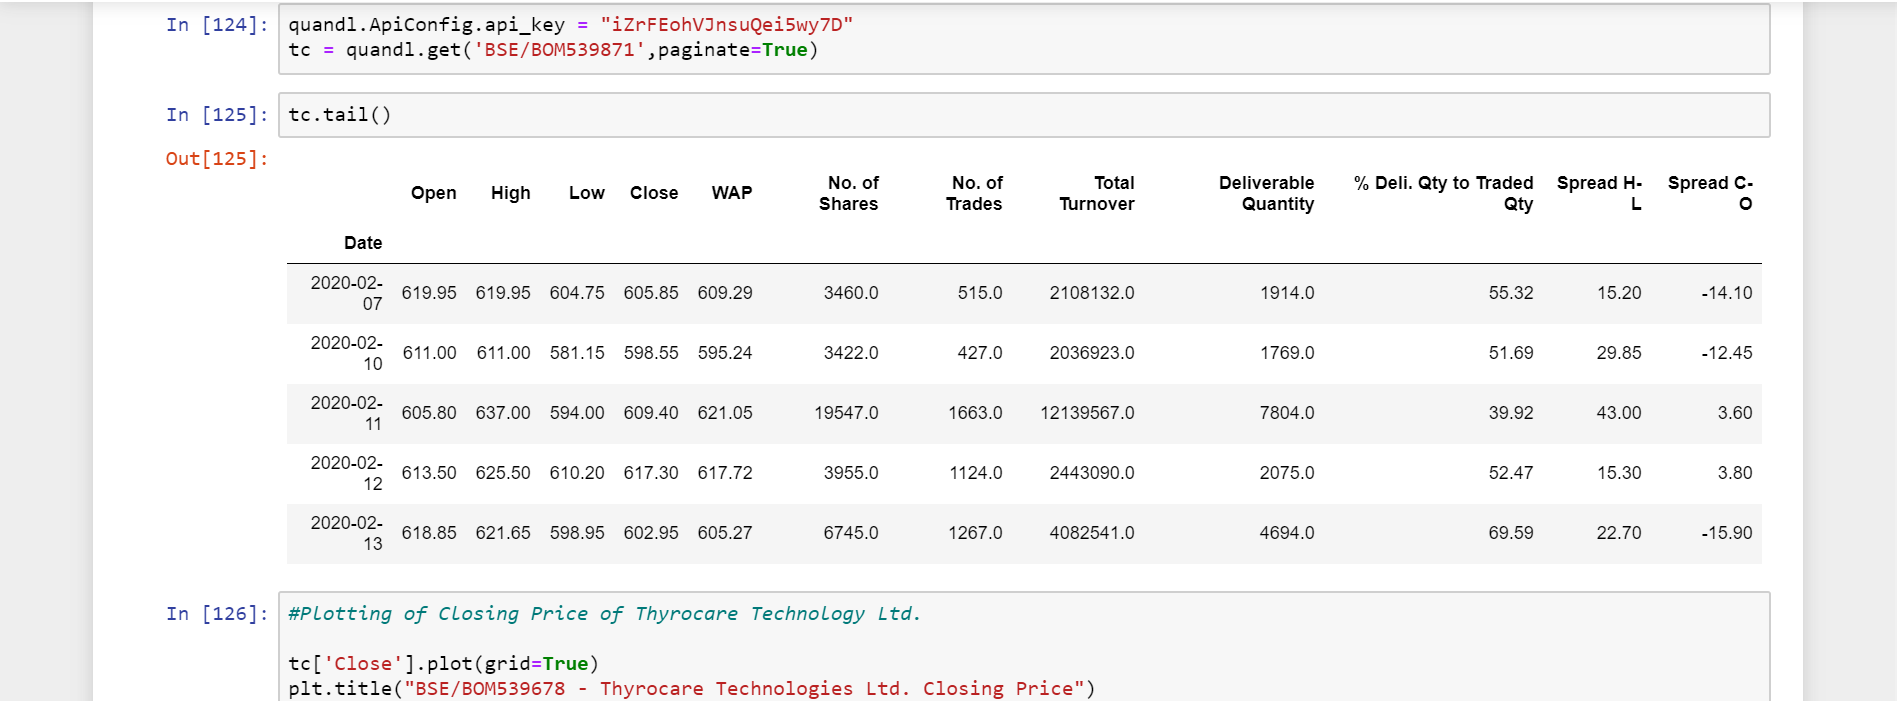 In [124]: quandl.ApiConfig.api_key = "iZrFEohVJnsuQei5wy7D"
tc = quandl.get('BSE/BOM539871',paginate=True)
In [125]: tc.tail()
Out[125]:
Open High Low Close WAP No. of Shares No. of Trades Total Turnover Deliverable Quantity % Deli. Qty to Traded Qty Spread H-L Spread C-O
Date
2020-02-07 619.95 619.95 604.75 605.85 609.29 3460.0 515.0 2108132.0 1914.0 55.32 15.20 -14.10
2020-02-10 611.00 611.00 581.15 598.55 595.24 3422.0 427.0 2036923.0 1769.0 51.69 29.85 -12.45
2020-02-11 605.80 637.00 594.00 609.40 621.05 19547.0 1663.0 12139567.0 7804.0 39.92 43.00 3.60
2020-02-12 613.50 625.50 610.20 617.30 617.72 3955.0 1124.0 2443090.0 2075.0 52.47 15.30 3.80
2020-02-13 618.85 621.65 598.95 602.95 605.27 6745.0 1267.0 4082541.0 4694.0 69.59 22.70 -15.90
In [126]: #Plotting of Closing Price of Thyrocare Technology Ltd.
tc['Close'].plot(grid=True)
plt.title("BSE/BOM539678 - Thyrocare Technologies Ltd. Closing Price")